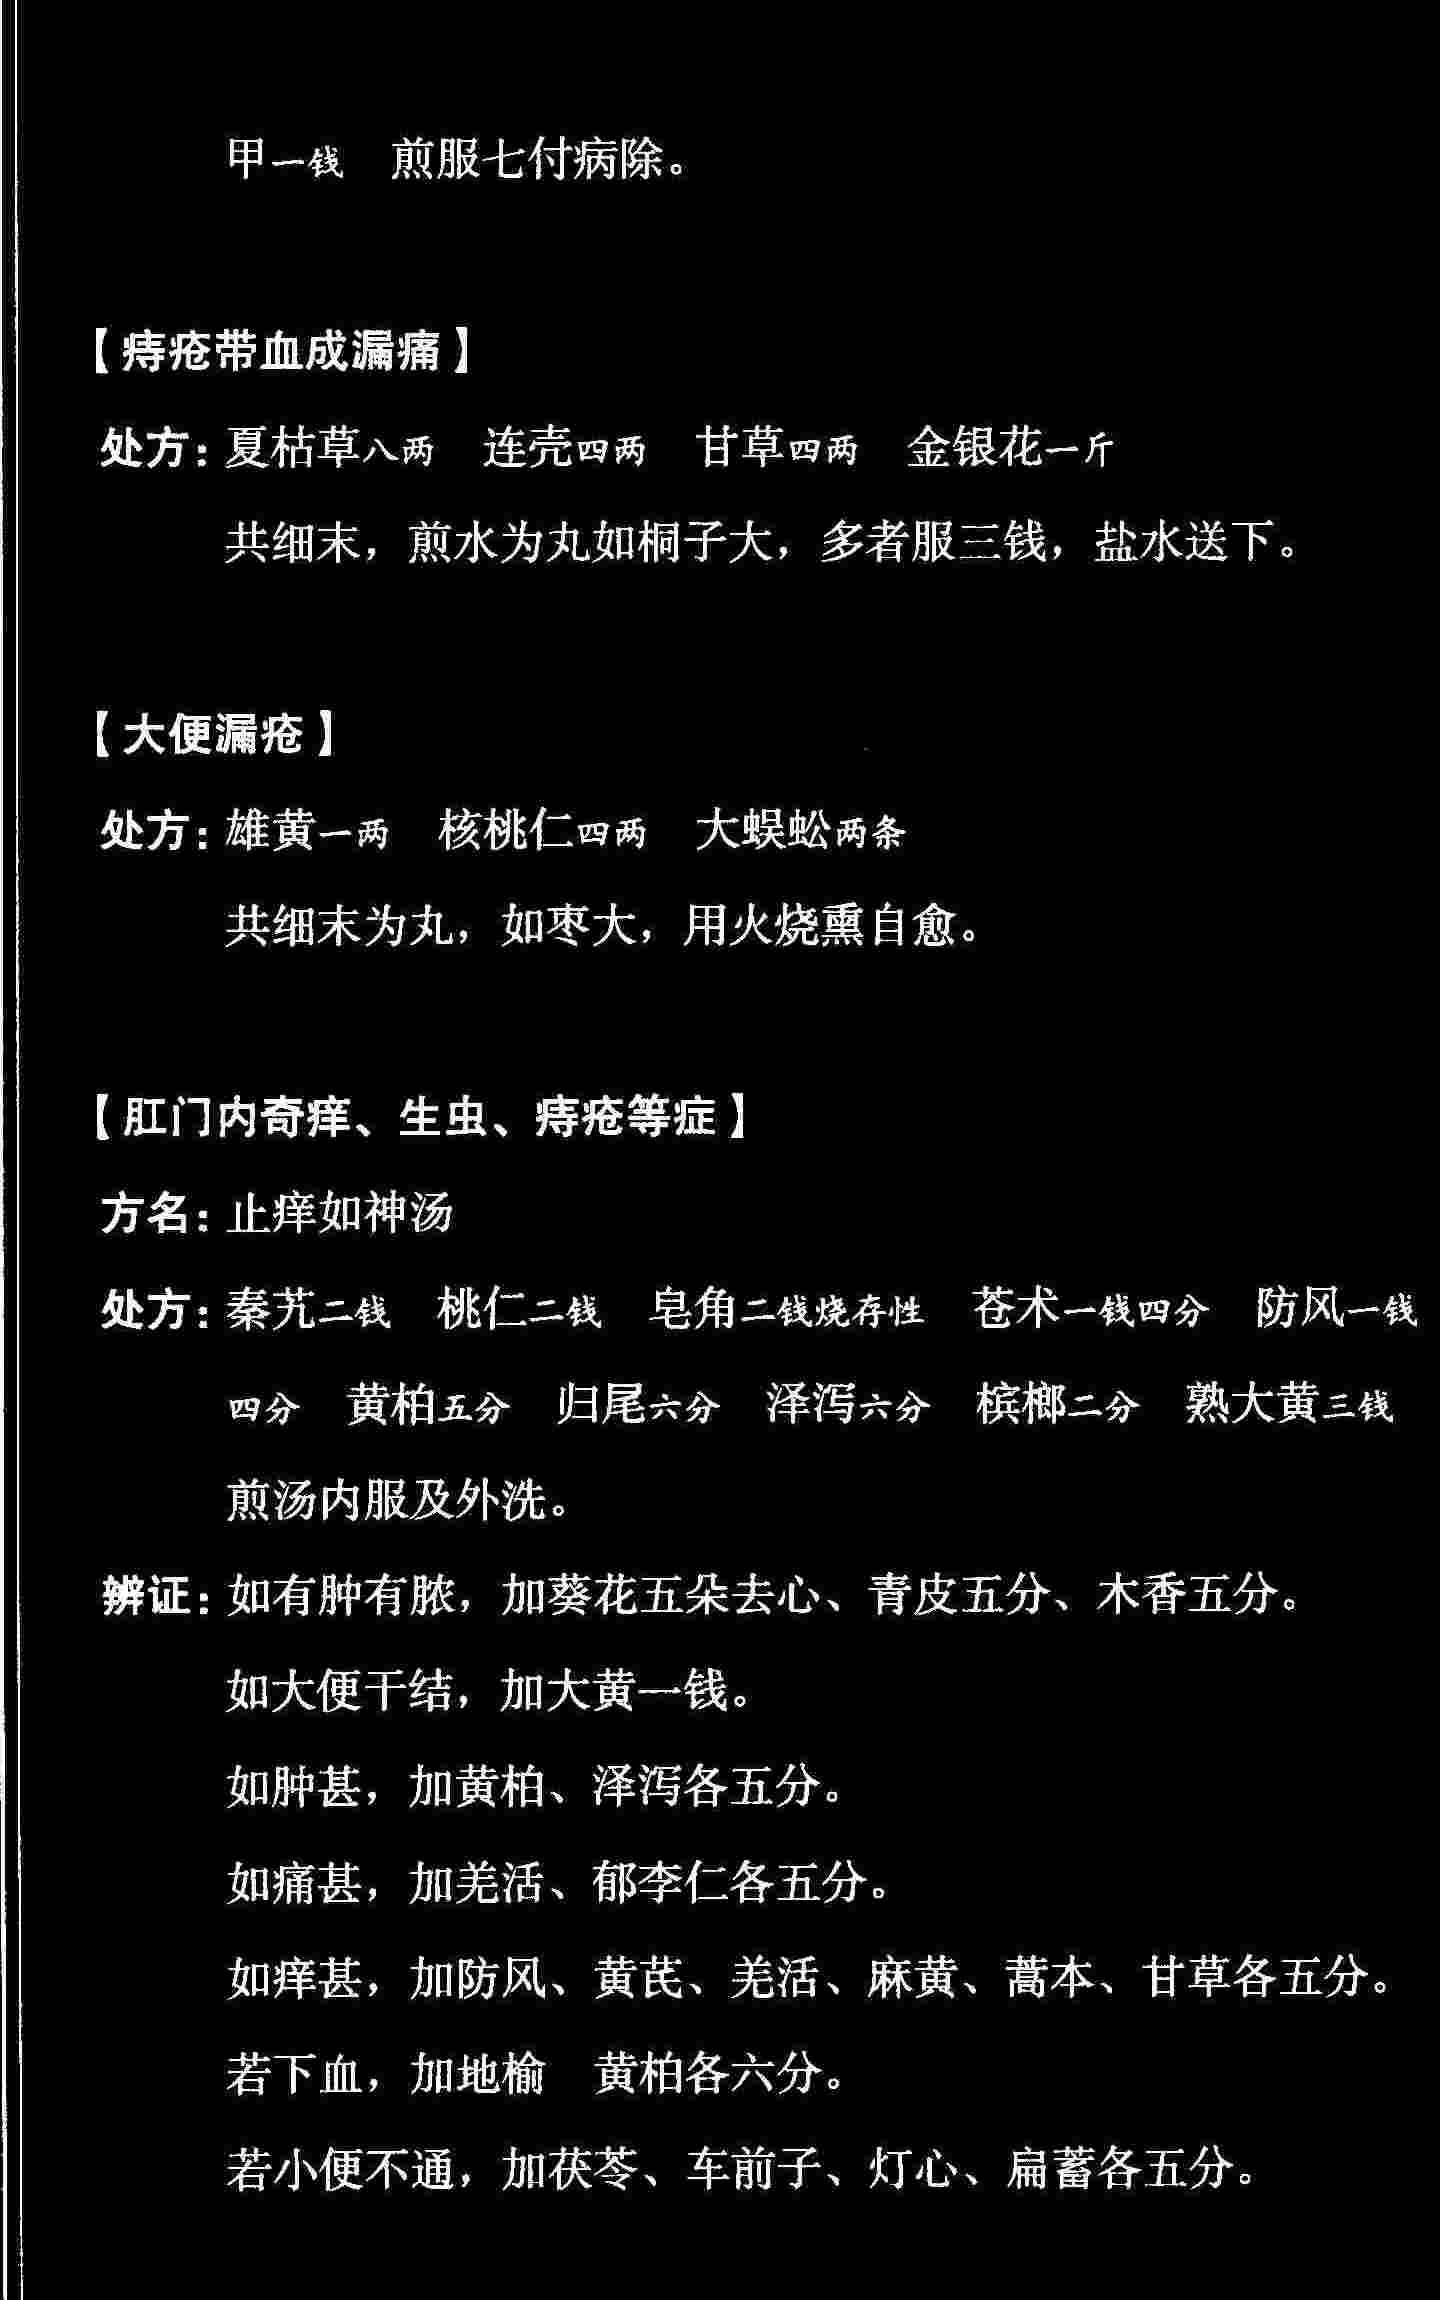 甲一钱　煎服七付病除。
【痔疮带血成漏痛】
处方：夏枯草八两　连壳四两　甘草四两　金银花一斤
共细末，煎水为丸如桐子大，多者服三钱，盐水送下。
【大便漏疮】
处方：雄黄一两　核桃仁四两　大蜈蚣两条
共细末为丸，如枣大，用火烧熏自愈。
【肛门内奇痒、生虫、痔疮等症】
方名：止痒如神汤
处方：秦艽二钱　桃仁二钱　皂角二钱烧存性　苍术一钱四分　防风一钱
四分　黄柏五分　归尾六分　泽泻六分　槟榔二分　熟大黄三钱
煎汤内服及外洗。
辨证：如有肿有脓，加葵花五朵去心、青皮五分、木香五分。
如大便干结，加大黄一钱。
如肿甚，加黄柏、泽泻各五分。
如痛甚，加羌活、郁李仁各五分。
如痒甚，加防风、黄芪、羌活、麻黄、蒿本、甘草各五分。
若下血，加地榆　黄柏各六分。
若小便不通，加茯苓、车前子、灯心、扁蓄各五分。